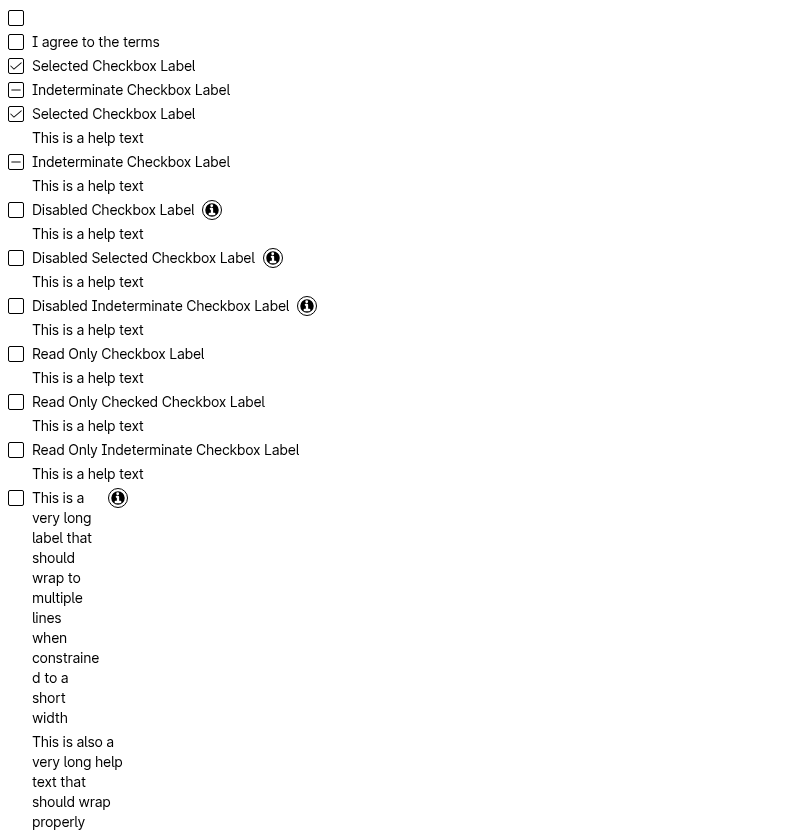 I agree to the terms
Selected Checkbox Label
Indeterminate Checkbox Label
Selected Checkbox Label
This is a help text
Indeterminate Checkbox Label
This is a help text
Disabled Checkbox Label
This is a help text
Disabled Selected Checkbox Label
This is a help text
Disabled Indeterminate Checkbox Label
This is a help text
Read Only Checkbox Label
This is a help text
Read Only Checked Checkbox Label
This is a help text
Read Only Indeterminate Checkbox Label
This is a help text
This is a
very long
label that
should
wrap to
multiple
lines
when
constraine
d to a
short
width
This is also a
very long help
text that
should wrap
properly